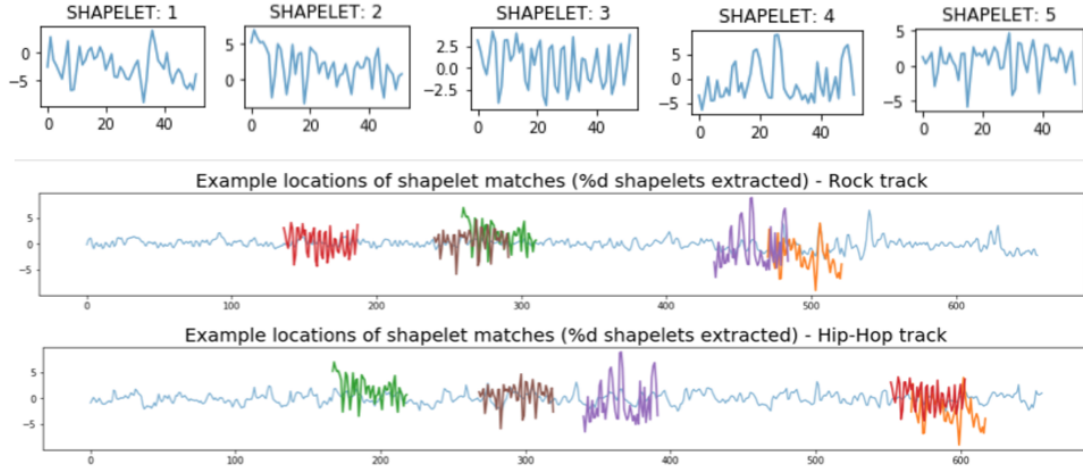 SHAPELET: 1 SHAPELET: 2 SHAPELET: 3 SHAPELET: 4 SHAPELET: 5
0
−5
0 20 40
5
0
0 20 40
2.5
0.0
−2.5
0 20 40
5
0
−5
0 25 50
5
0
−5
0 20 40
Example locations of shapelet matches (%d shapelets extracted) - Rock track
5
0
−5
0 100 200 300 400 500 600
Example locations of shapelet matches (%d shapelets extracted) - Hip-Hop track
5
0
−5
0 100 200 300 400 500 600